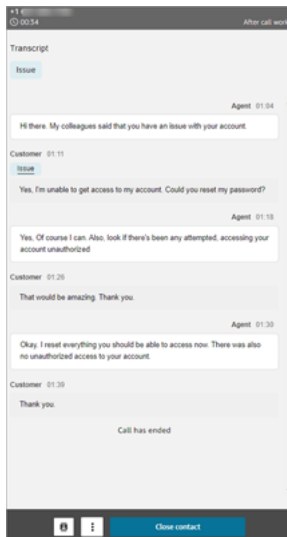 +1
00:54 After call work
Transcript
Issue
Agent 01:04
Hi there. My colleagues said that you have an issue with your account.
Customer 01:11
Issue
Yes, I'm unable to get access to my account. Could you reset my password?
Agent 01:18
Yes, Of course I can. Also, look if there's been any attempted, accessing your
account unauthorized
Customer 01:26
That would be amazing. Thank you.
Agent 01:30
Okay. I reset everything you should be able to access now. There was also
no unauthorized access to your account.
Customer 01:39
Thank you.
Call has ended
Close contact